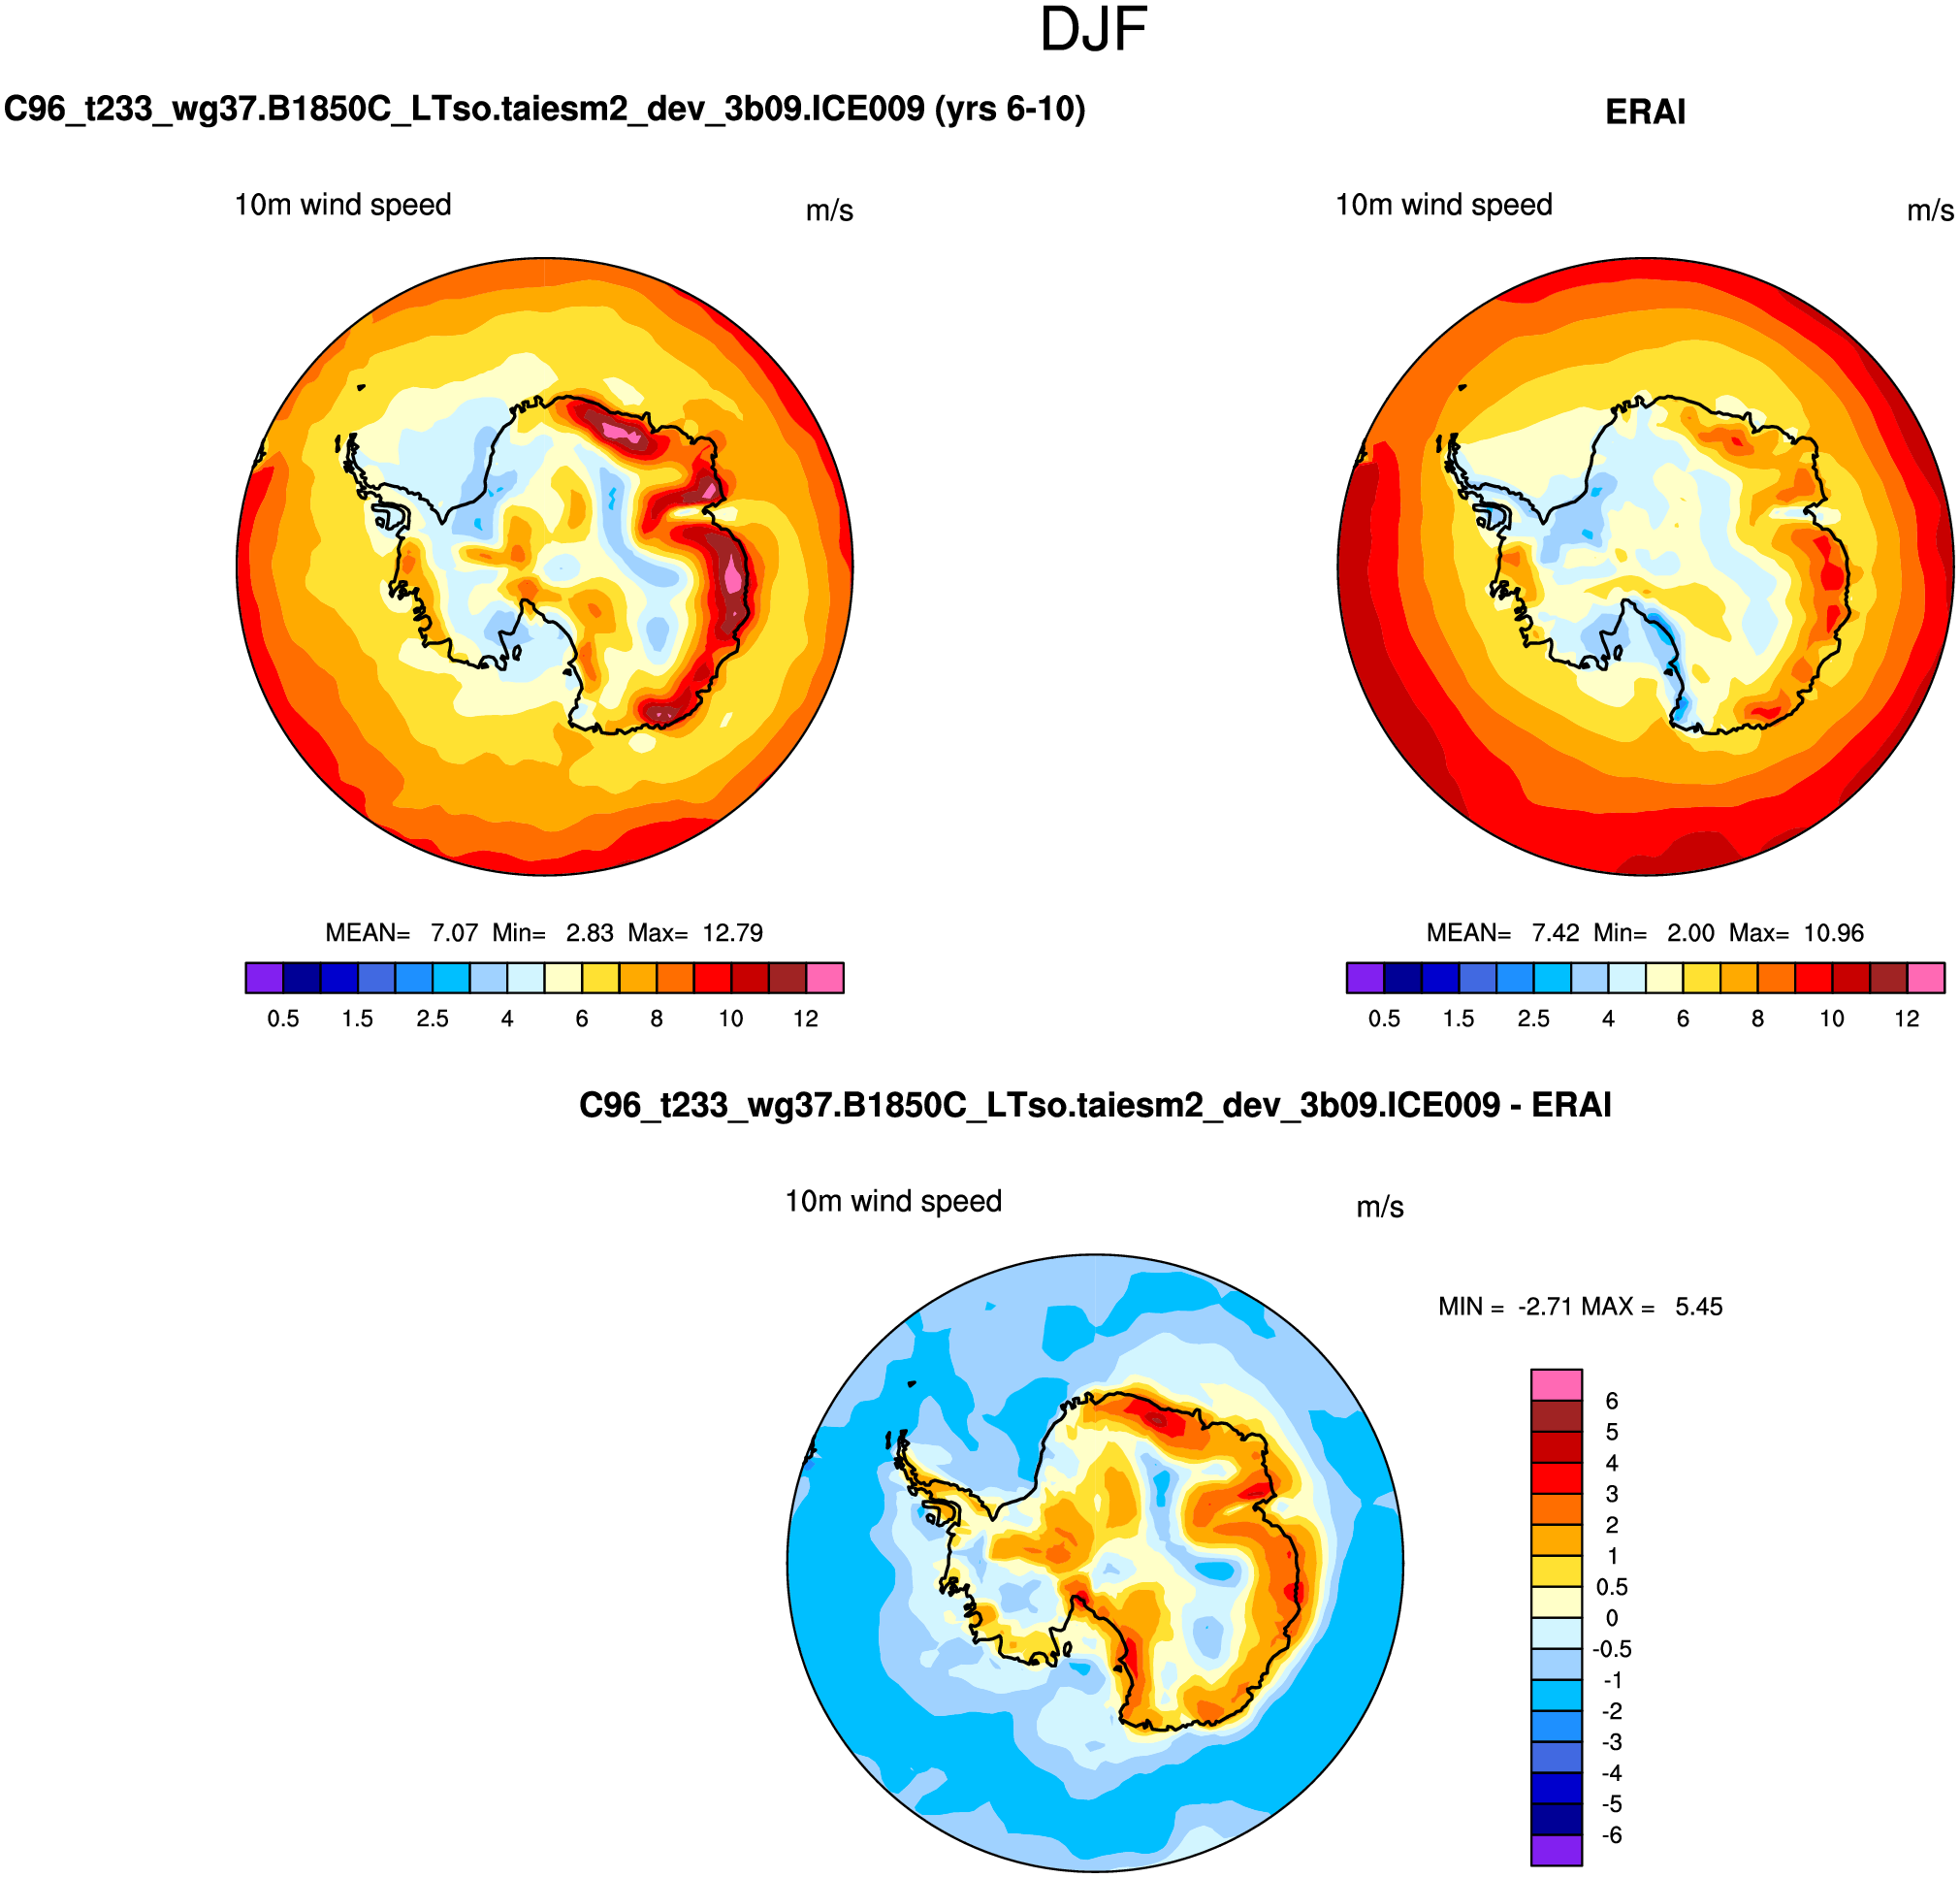 DJF
C96_t233_wg37.B1850C_LTso.taiesm2_dev_3b09.ICE009 (yrs 6-10)
ERAI
10m wind speed m/s
10m wind speed m/s
MEAN= 7.07 Min= 2.83 Max= 12.79
0.5 1.5 2.5 4 6 8 10 12
MEAN= 7.42 Min= 2.00 Max= 10.96
0.5 1.5 2.5 4 6 8 10 12
C96_t233_wg37.B1850C_LTso.taiesm2_dev_3b09.ICE009 - ERAI
10m wind speed m/s
MIN = -2.71 MAX = 5.45
6
5
4
3
2
1
0.5
0
-0.5
-1
-2
-3
-4
-5
-6